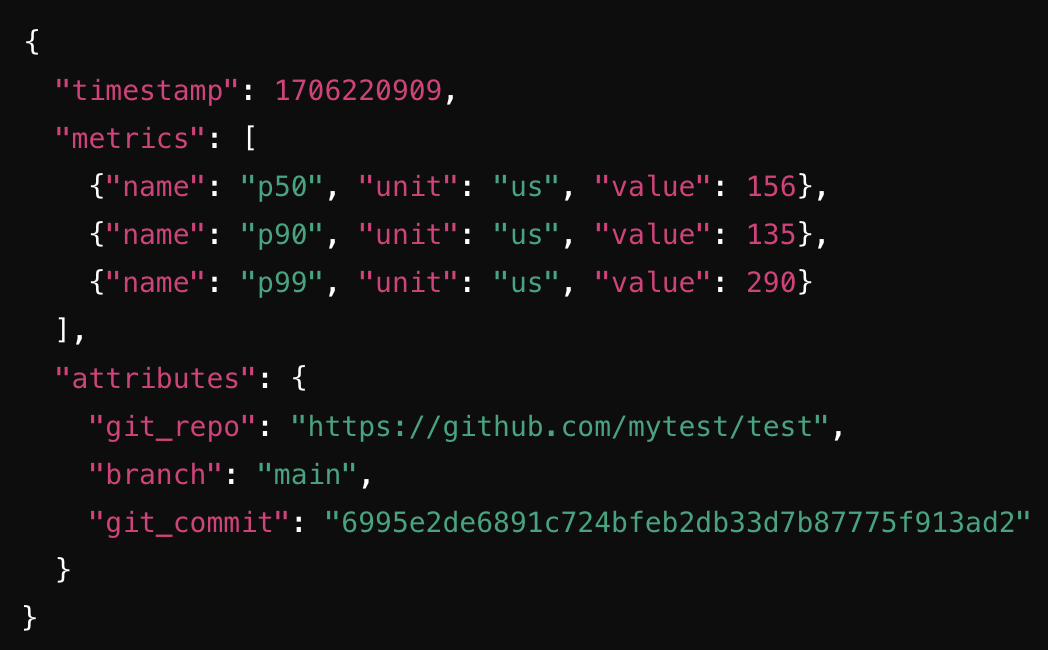 {
  "timestamp": 1706220909,
  "metrics": [
    {"name": "p50", "unit": "us", "value": 156},
    {"name": "p90", "unit": "us", "value": 135},
    {"name": "p99", "unit": "us", "value": 290}
  ],
  "attributes": {
    "git_repo": "https://github.com/mytest/test",
    "branch": "main",
    "git_commit": "6995e2de6891c724bfeb2db33d7b87775f913ad2"
  }
}